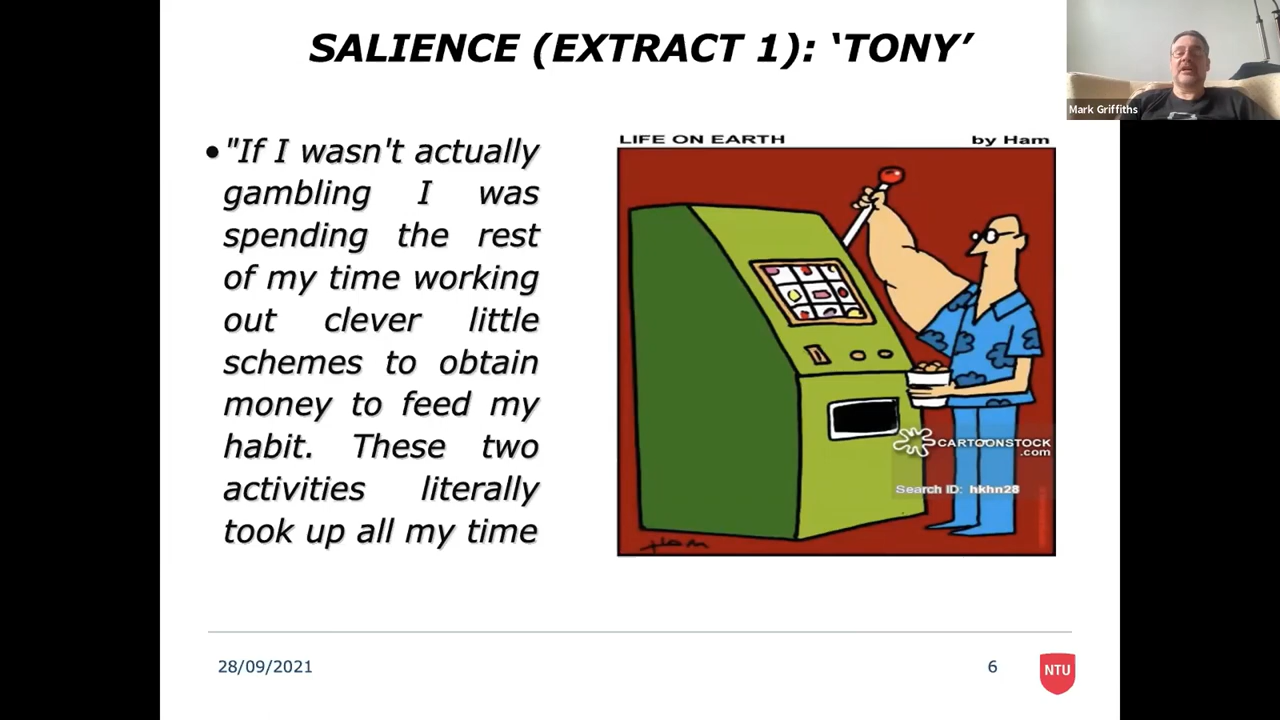 SALIENCE (EXTRACT 1): ‘TONY’
Mark Griffiths
•"If I wasn't actually
gambling I was
spending the rest
of my time working
out clever little
schemes to obtain
money to feed my
habit. These two
activities literally
took up all my time
LIFE ON EARTH by Ham
CARTOONSTOCK
.com
Search ID: hkhn28
Ham
28/09/2021
6
NTU